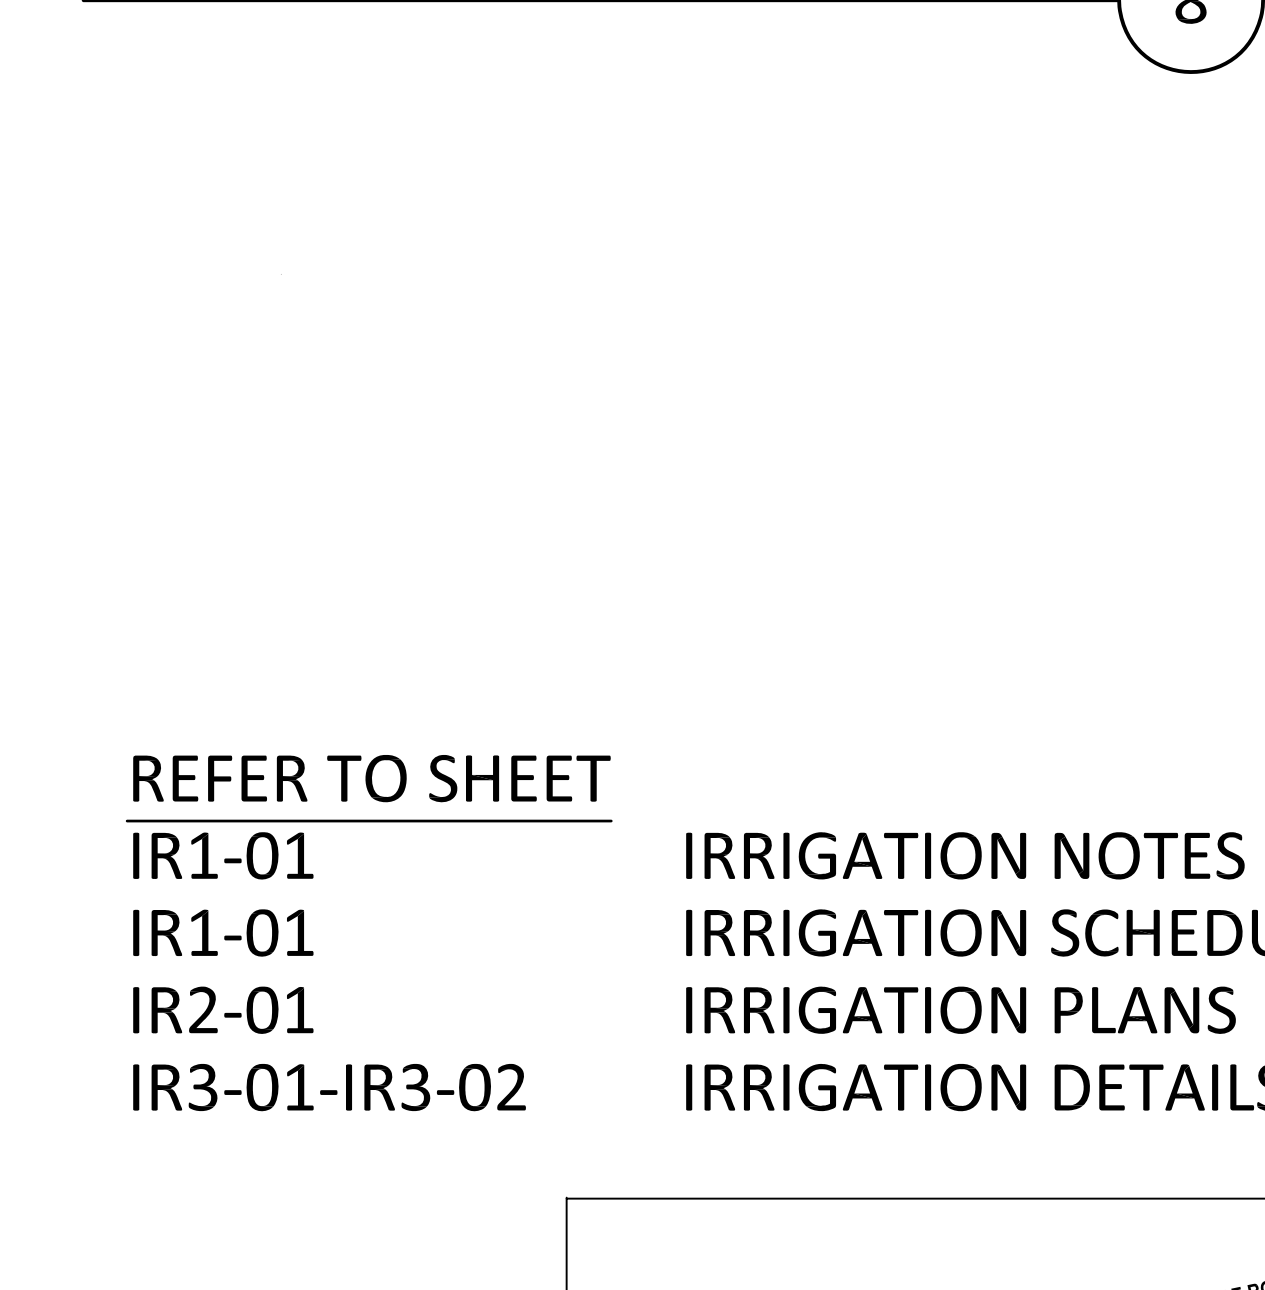 8
REFER TO SHEET
IR1-01 IRRIGATION NOTES
IR1-01 IRRIGATION
IR2-01 IRRIGATION PLANS
IR3-01-IR3-02 IRRIGATION DETAILS